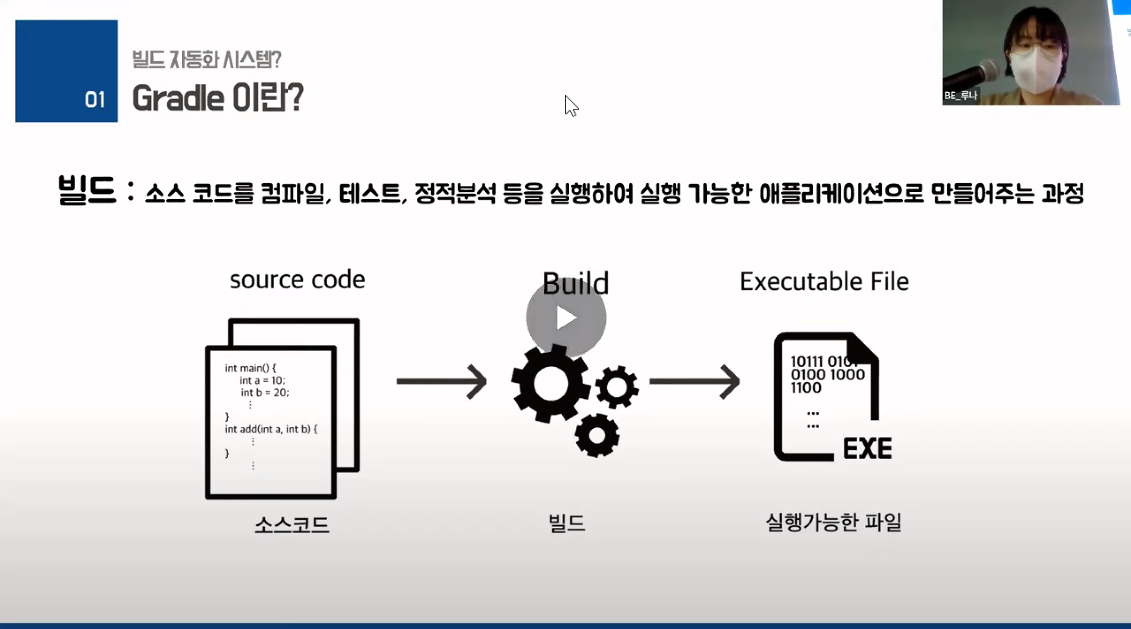 빌드 자동화 시스템?
01
Gradle 이란?
BE_루나
빌드 : 소스 코드를 컴파일, 테스트, 정적분석 등을 실행하여 실행 가능한 애플리케이션으로 만들어주는 과정
source code
Build
Executable File
int main() {
int a = 10;
int b = 20;
⋮
}
int add(int a, int b) {
⋮
}
⋮
10111 0101
0100 1000
1100
...
...
EXE
소스코드
빌드
실행가능한 파일